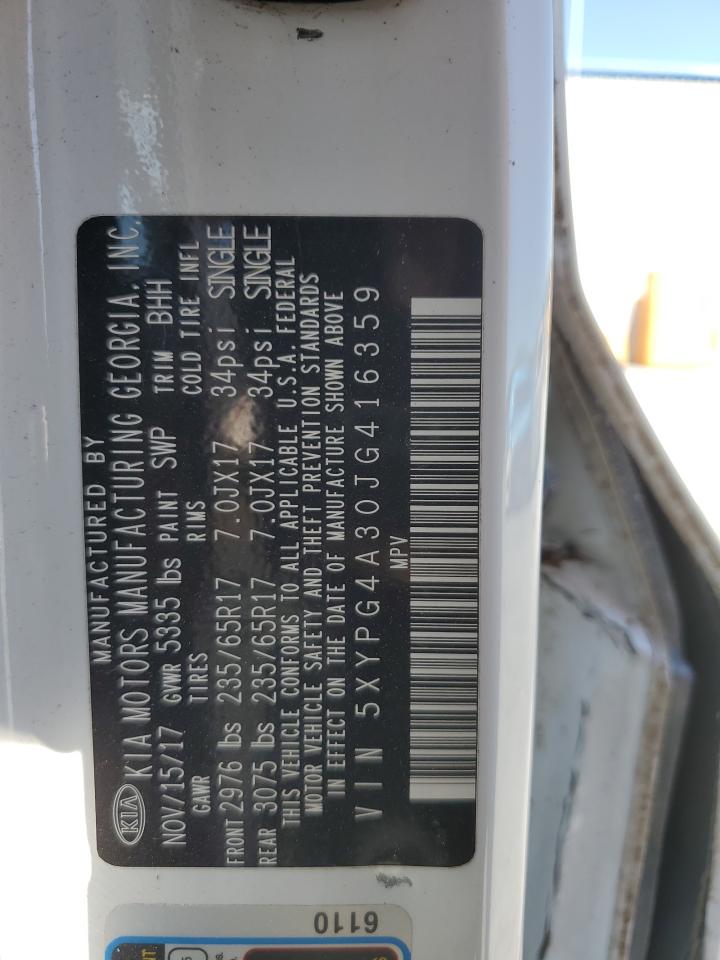 MANUFACTURED BY
KIA KIA MOTORS MANUFACTURING GEORGIA. INC.
NOV/15/17 GVWR 5335 lbs PAINT SWP TRIM BHH
GAWR TIRES RIMS COLD TIRE INFL
FRONT 2976 lbs 235/65R17 7.0JX17 34psi SINGLE
REAR 3075 lbs 235/65R17 7.0JX17 34psi SINGLE
THIS VEHICLE CONFORMS TO ALL APPLICABLE U.S.A. FEDERAL
MOTOR VEHICLE SAFETY AND THEFT PREVENTION STANDARDS
IN EFFECT ON THE DATE OF MANUFACTURE SHOWN ABOVE
VIN 5XYPG4A30JG416359
MPV
6110